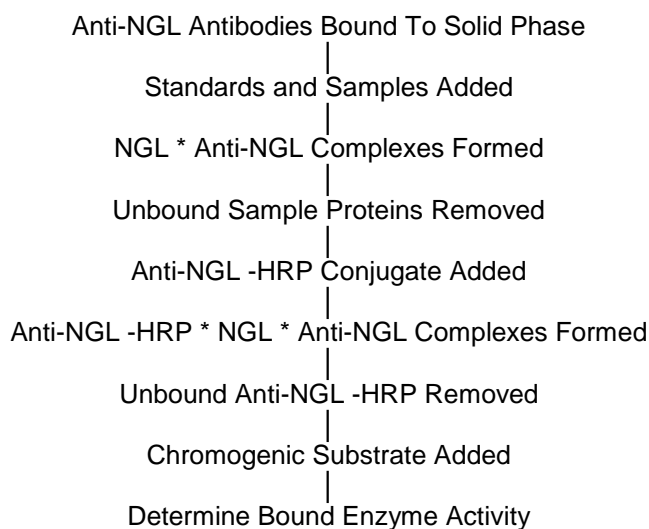 Anti-NGL Antibodies Bound To Solid Phase
Standards and Samples Added
NGL * Anti-NGL Complexes Formed
Unbound Sample Proteins Removed
Anti-NGL -HRP Conjugate Added
Anti-NGL -HRP * NGL * Anti-NGL Complexes Formed
Unbound Anti-NGL -HRP Removed
Chromogenic Substrate Added
Determine Bound Enzyme Activity